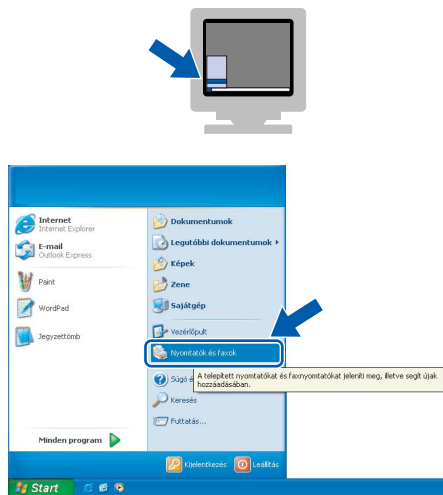 Internet
Internet Explorer
E-mail
Outlook Express
Paint
WordPad
Jegyzettömb
Minden program
Dokumentumok
Legutóbbi dokumentumok
Képek
Zene
Sajátgép
Vezérlőpult
Nyomtatók és faxok
A telepített nyomtatókat és faxnyomtatókat jeleníti meg, illetve segít újak
hozzáadásában.
Súgó é
Keresés
Futtatás...
Kijelentkezés
Leállítás
Start